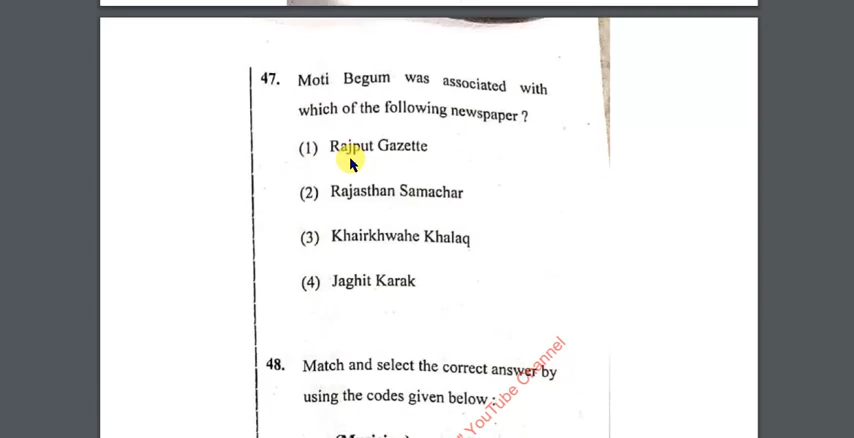 47. Moti Begum was associated with
which of the following newspaper ?
(1) Rajput Gazette
(2) Rajasthan Samachar
(3) Khairkhwahe Khalaq
(4) Jaghit Karak
48. Match and select the correct answer by
using the codes given below :
" YouTube Channel